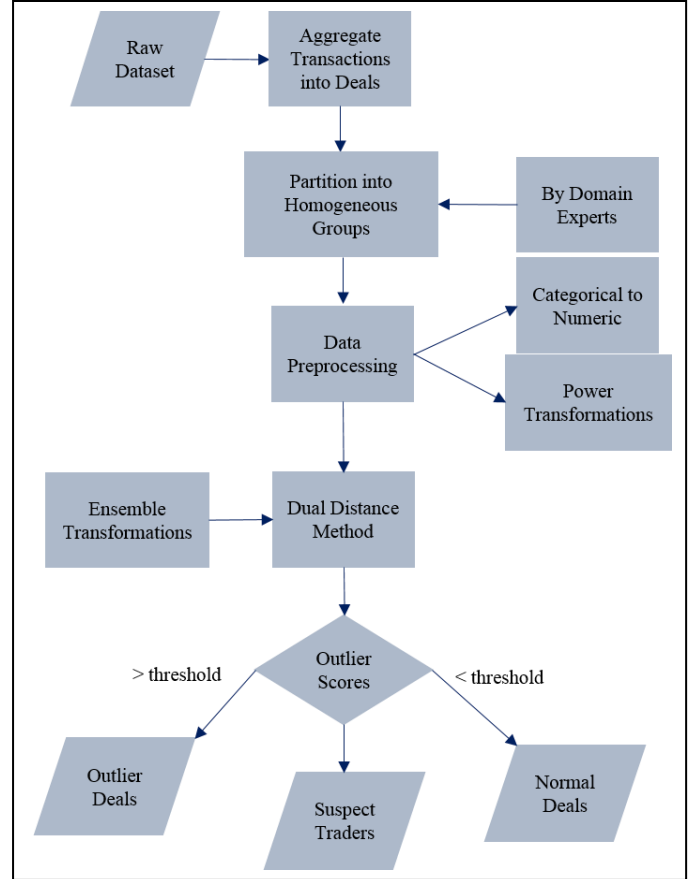 Raw
Dataset
Aggregate
Transactions
into Deals
Partition into
Homogeneous
Groups
By Domain
Experts
Categorical to
Numeric
Data
Preprocessing
Power
Transformations
Ensemble
Transformations
Dual Distance
Method
Outlier
Scores
> threshold
< threshold
Outlier
Deals
Suspect
Traders
Normal
Deals